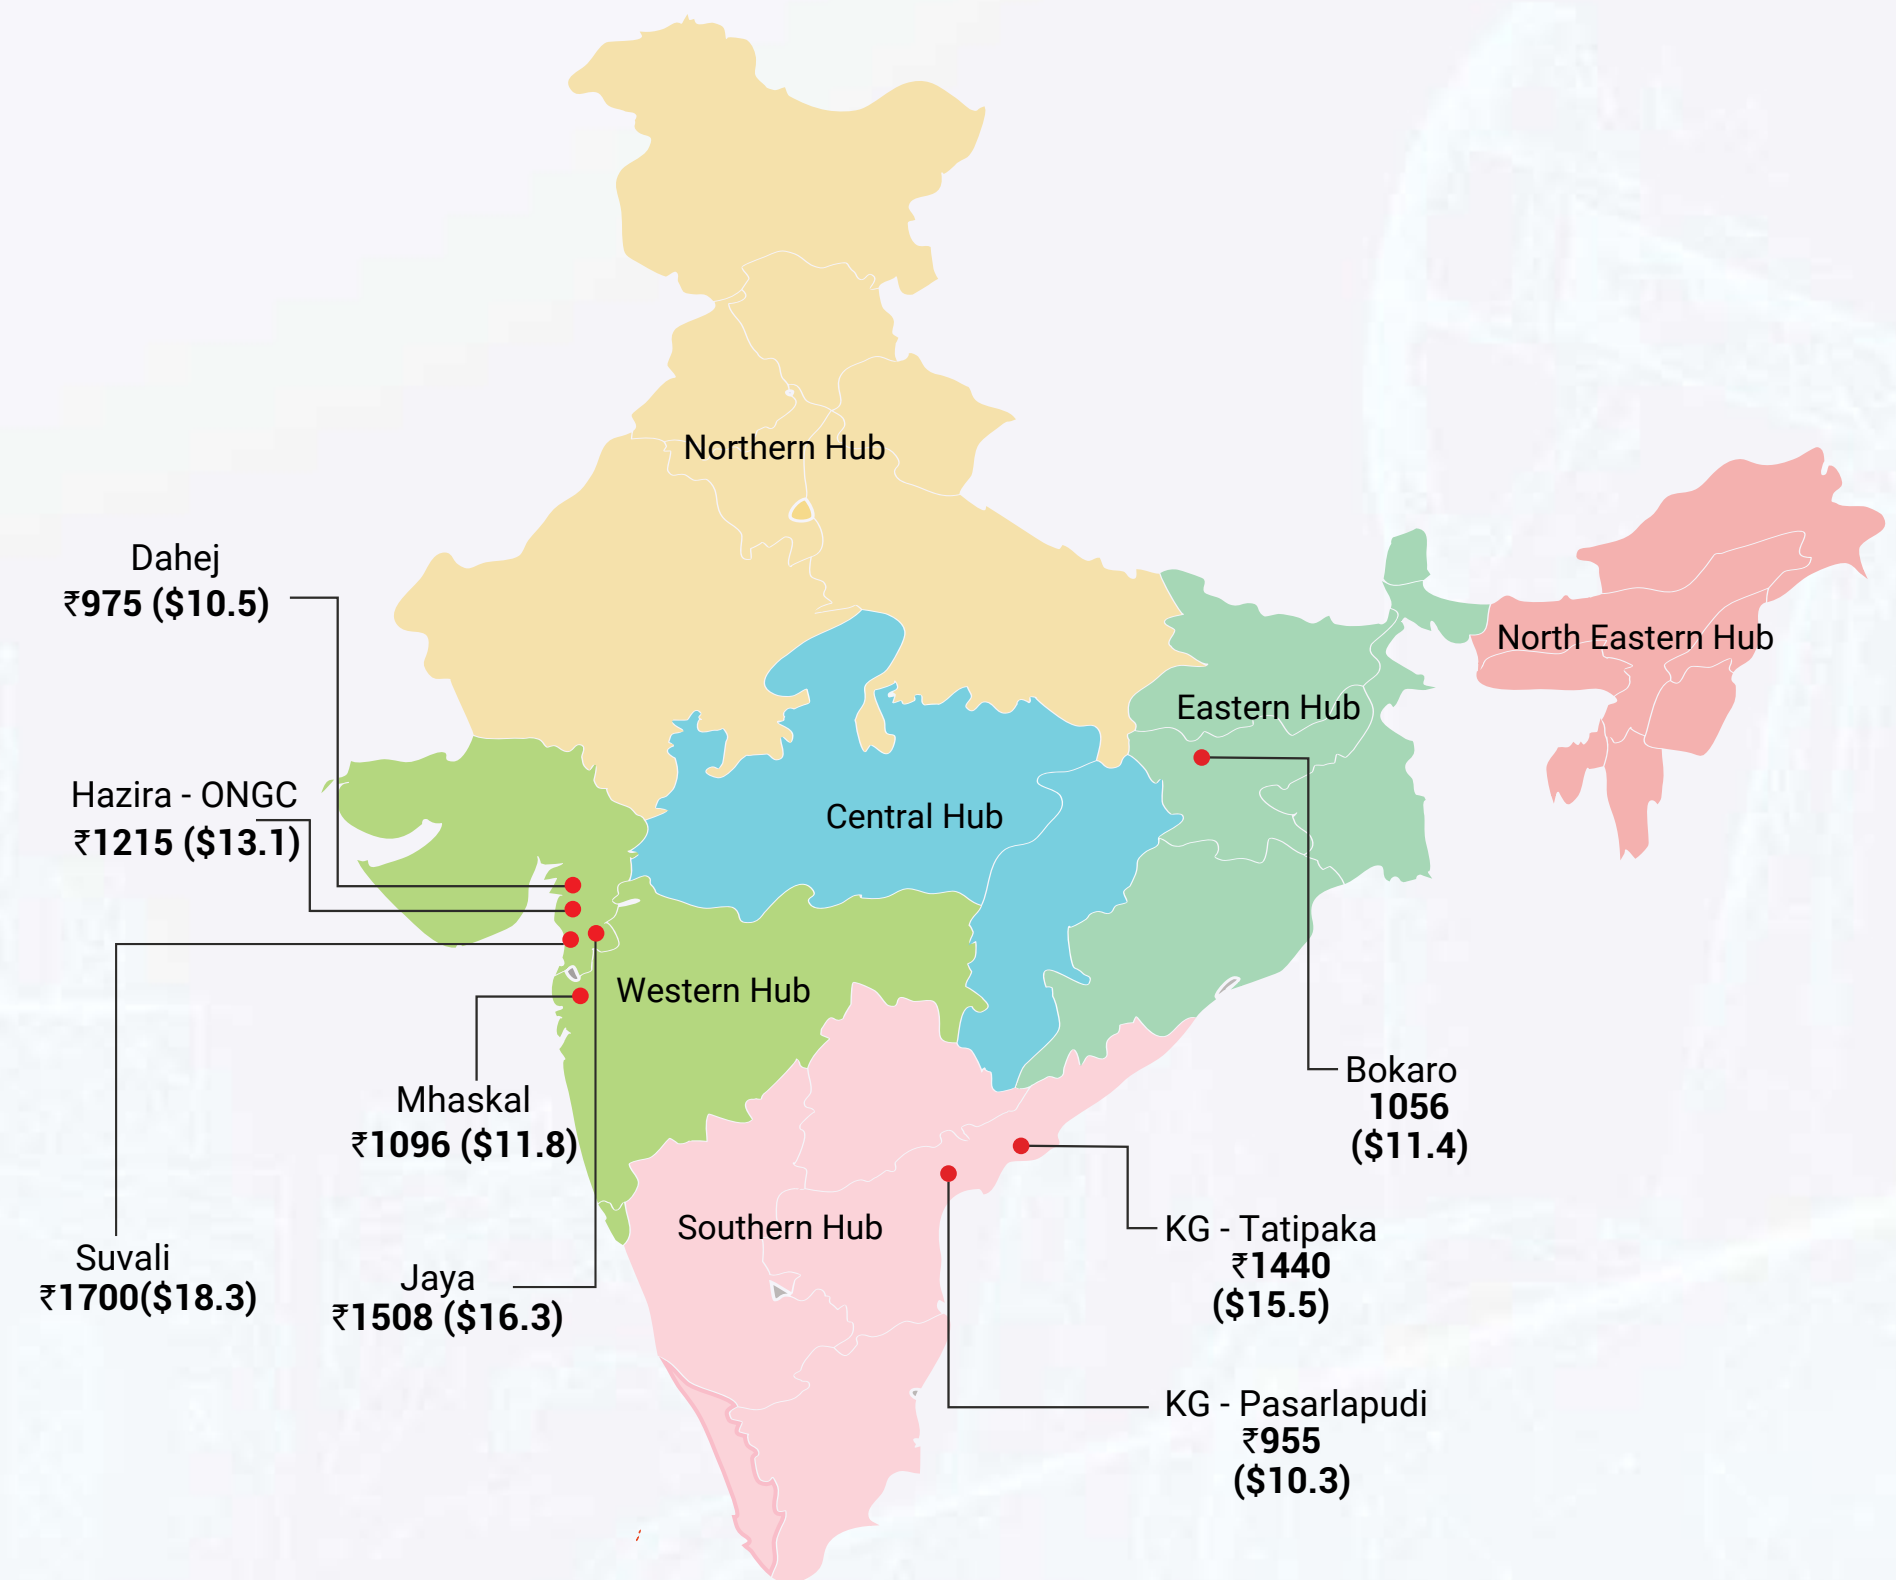 Northern Hub
Dahej
₹975 ($10.5)
North Eastern Hub
Eastern Hub
Hazira - ONGC
₹1215 ($13.1)
Central Hub
Western Hub
Mhaskal
₹1096 ($11.8)
Bokaro
1056
($11.4)
Southern Hub
KG - Tatipaka
₹1440
($15.5)
Suvali
₹1700($18.3)
Jaya
₹1508 ($16.3)
KG - Pasarlapudi
₹955
($10.3)